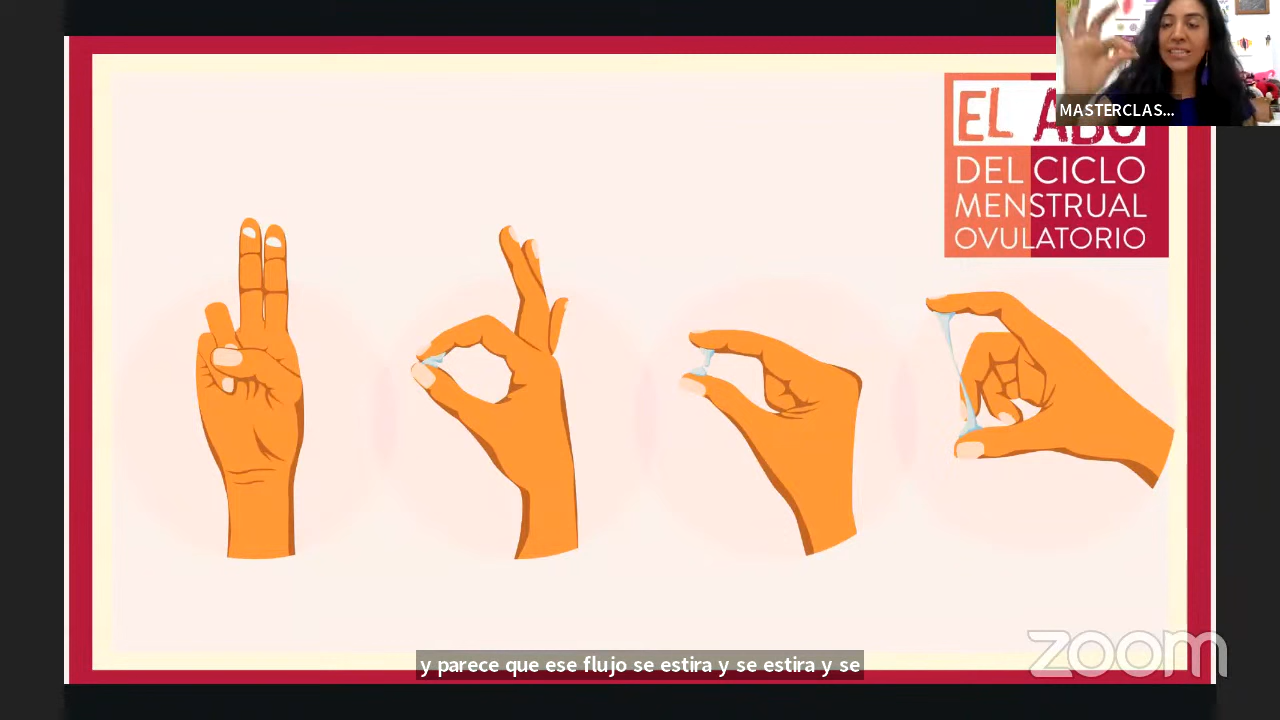 MASTERCLAS...
EL ABC
DEL CICLO
MENSTRUAL
OVULATORIO
y parece que ese flujo se estira y se estira y se
zoom